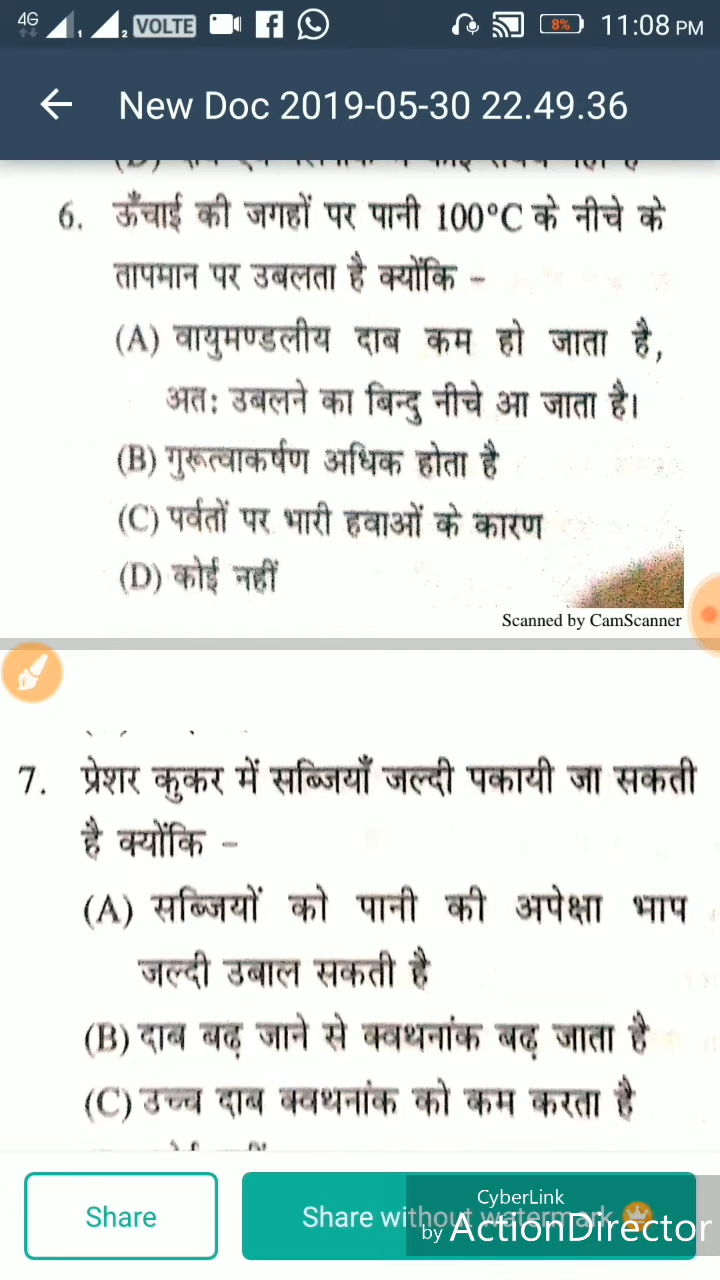 4G 1 2 VOLTE 8% 11:08 PM
New Doc 2019-05-30 22.49.36
6. ऊँचाई की जगहों पर पानी 100°C के नीचे के
तापमान पर उबलता है क्योंकि -
(A) वायुमण्डलीय दाब कम हो जाता है,
अत: उबलने का बिन्दु नीचे आ जाता है।
(B) गुरूत्वाकर्षण अधिक होता है
(C) पर्वतों पर भारी हवाओं के कारण
(D) कोई नहीं
Scanned by CamScanner
7. प्रेशर कुकर में सब्जियाँ जल्दी पकायी जा सकती
है क्योंकि -
(A) सब्जियों को पानी की अपेक्षा भाप
जल्दी उबाल सकती है
(B) दाब बढ़ जाने से क्वथनांक बढ़ जाता है
(C) उच्च दाब क्वथनांक को कम करता है
Share
Share without watermark
CyberLink
by ActionDirector